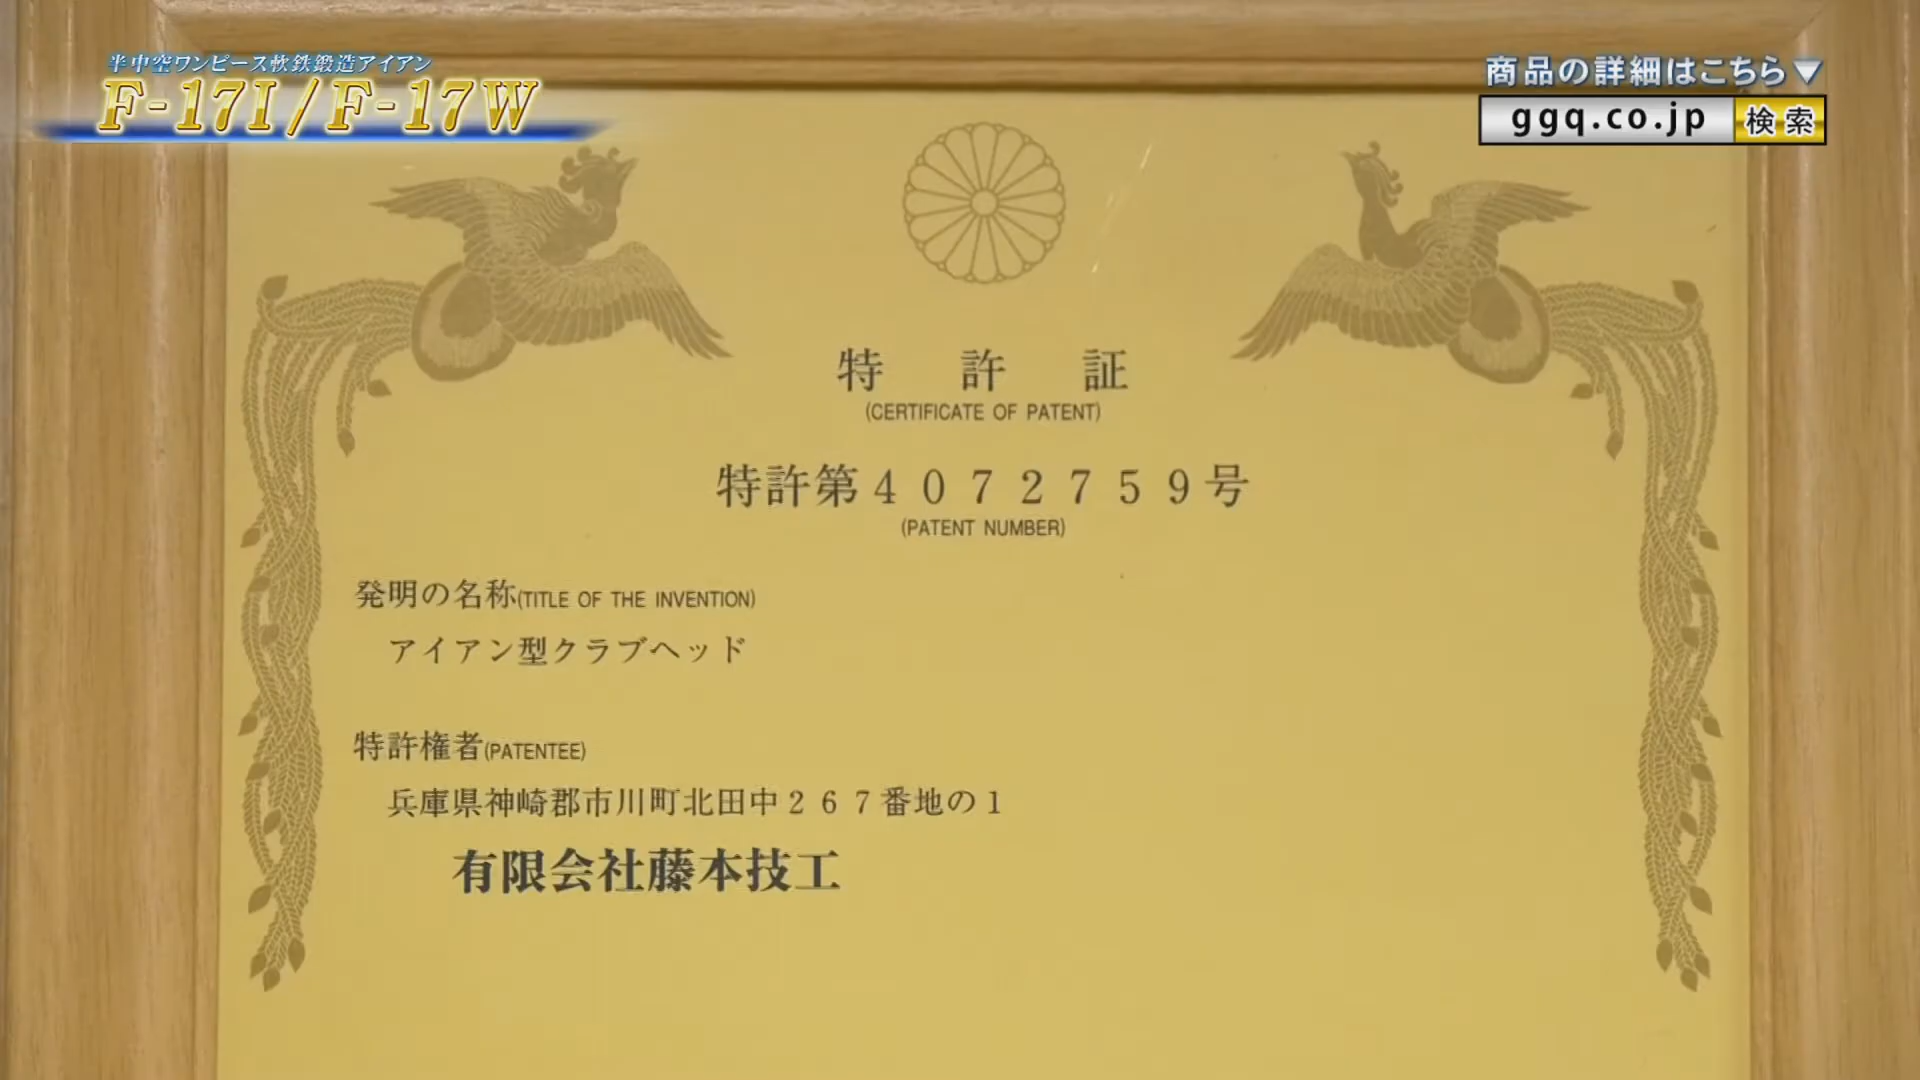 半中空ワンピース軟鉄鍛造アイアン
F-17I/F-17W
商品の詳細はこちら▼
ggq.co.jp 検索
特許証
(CERTIFICATE OF PATENT)
特許第4072759号
(PATENT NUMBER)
発明の名称(TITLE OF THE INVENTION)
アイアン型クラブヘッド
特許権者(PATENTEE)
兵庫県神崎郡市川町北田中267番地の1
有限会社藤本技工